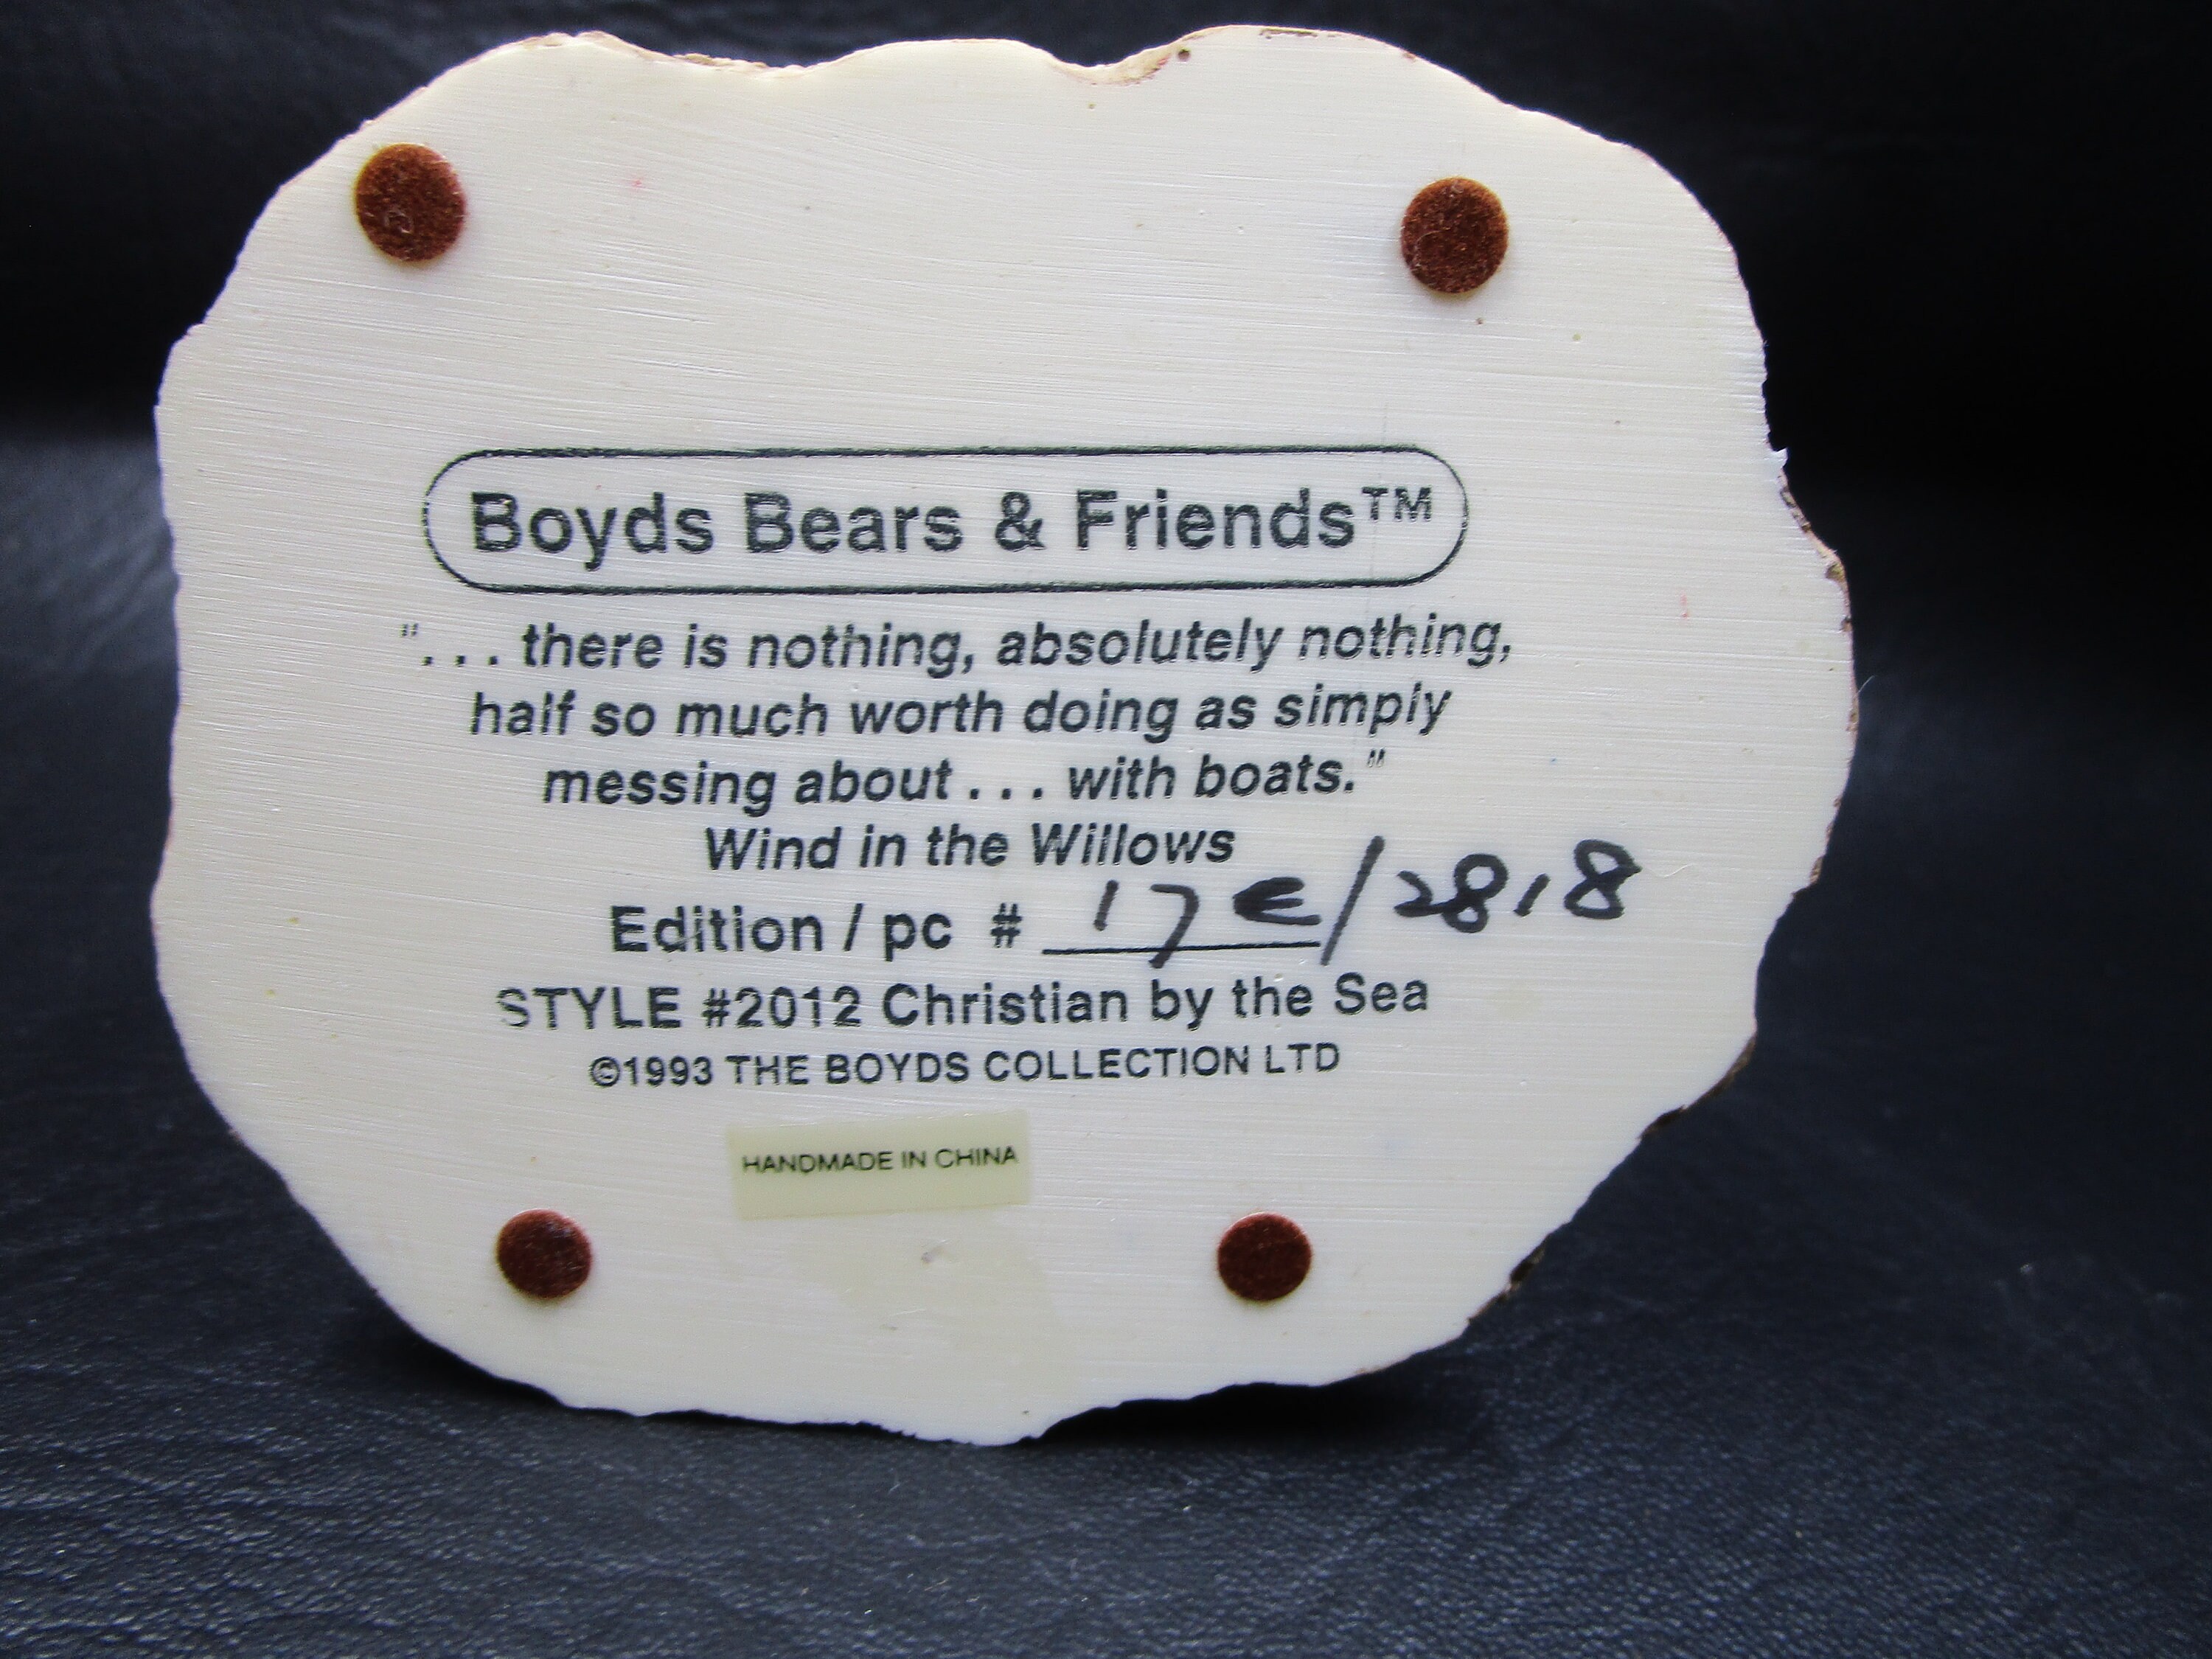 Boyds Bears & Friends™
"... there is nothing, absolutely nothing,
half so much worth doing as simply
messing about... with boats."
Wind in the Willows
Edition / pc # 17 E/2818
STYLE #2012 Christian by the Sea
©1993 THE BOYDS COLLECTION LTD
HANDMADE IN CHINA